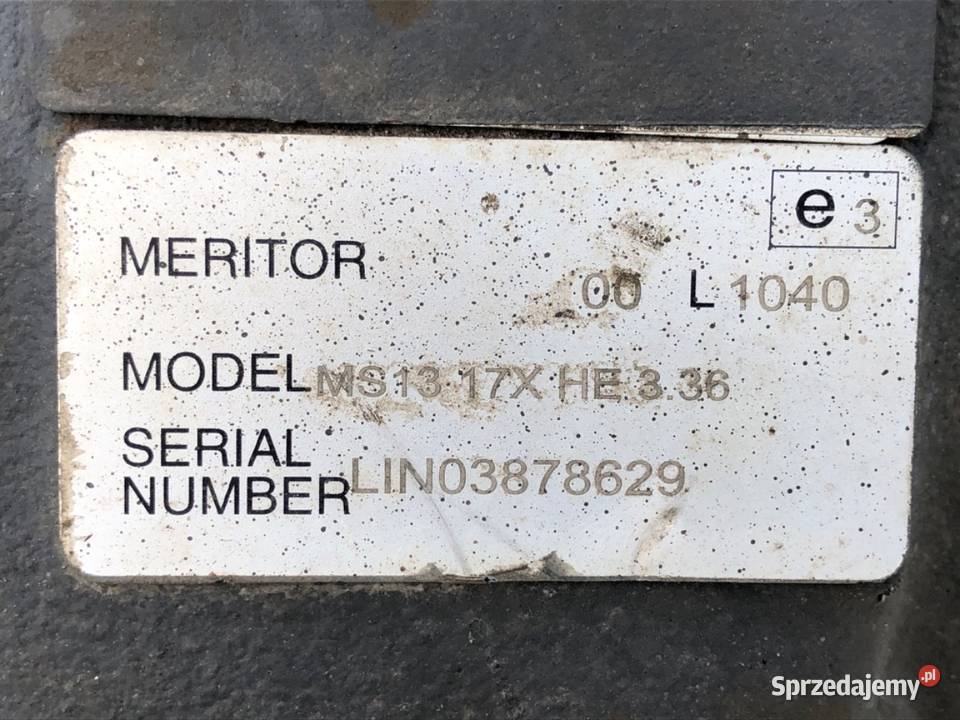 e 3
MERITOR
00 L 1040
MODEL MS13 17X HE 3.36
SERIAL
NUMBER LIN03878629
Sprzedajemy.pl